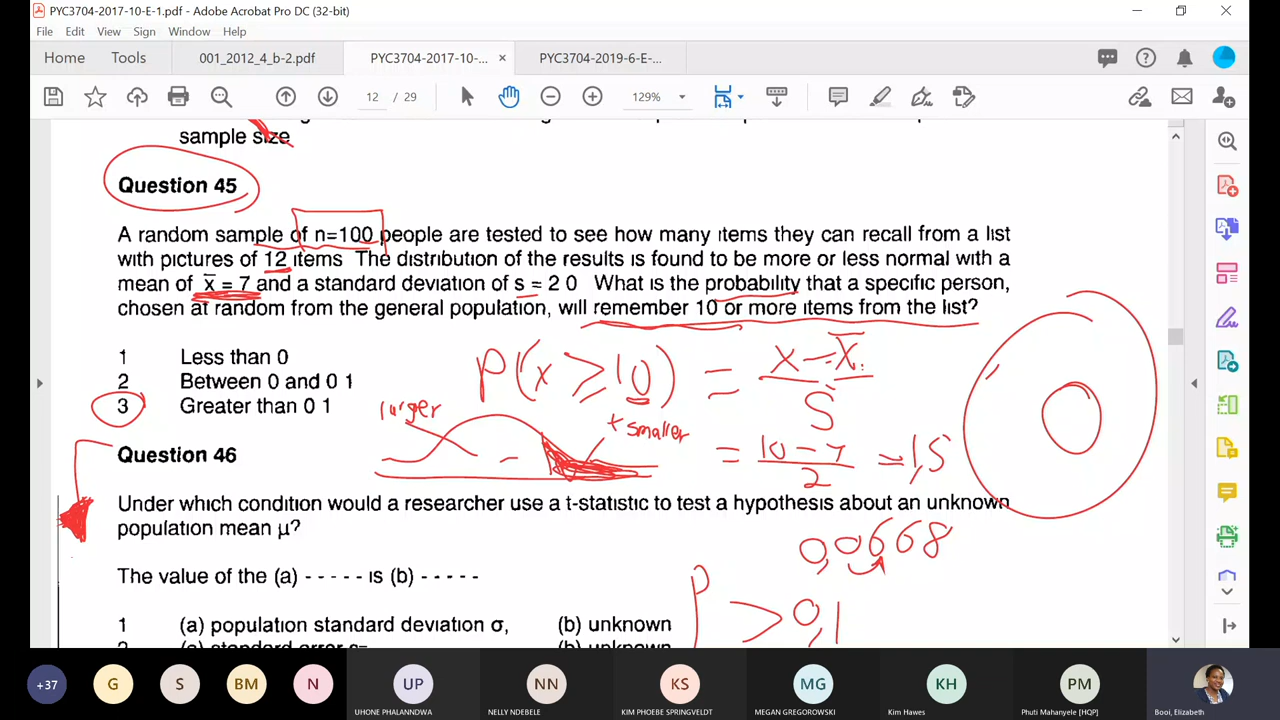 PYC3704-2017-10-E-1.pdf - Adobe Acrobat Pro DC (32-bit)
File Edit View Sign Window Help
Home Tools 001_2012_4_b-2.pdf PYC3704-2017-10-... × PYC3704-2019-6-E-...
12 / 29 129%
sample size
Question 45
A random sample of n=100 people are tested to see how many items they can recall from a list
with pictures of 12 items The distribution of the results is found to be more or less normal with a
mean of x̅ = 7 and a standard deviation of s = 2 0 What is the probability that a specific person,
chosen at random from the general population, will remember 10 or more items from the list?
1 Less than 0
2 Between 0 and 0 1
3 Greater than 0 1
P(x ≥ 10) = x - x̅ / S
larger
+ smaller
= 10 - 7 / 2 = 1,5
Question 46
Under which condition would a researcher use a t-statistic to test a hypothesis about an unknown
population mean µ?
0,0668
The value of the (a) - - - - - is (b) - - - - -
P > 0,1
1 (a) population standard deviation σ, (b) unknown
2 (a) standard error (b) unknown
+37 G S BM N UP NN KS MG KH PM
UHONE PHALANNDWA NELLY NDEBELE KIM PHOEBE SPRINGVELDT MEGAN GREGOROWSKI Kim Hawes Phuti Mahanyele [HQP] Booi, Elizabeth